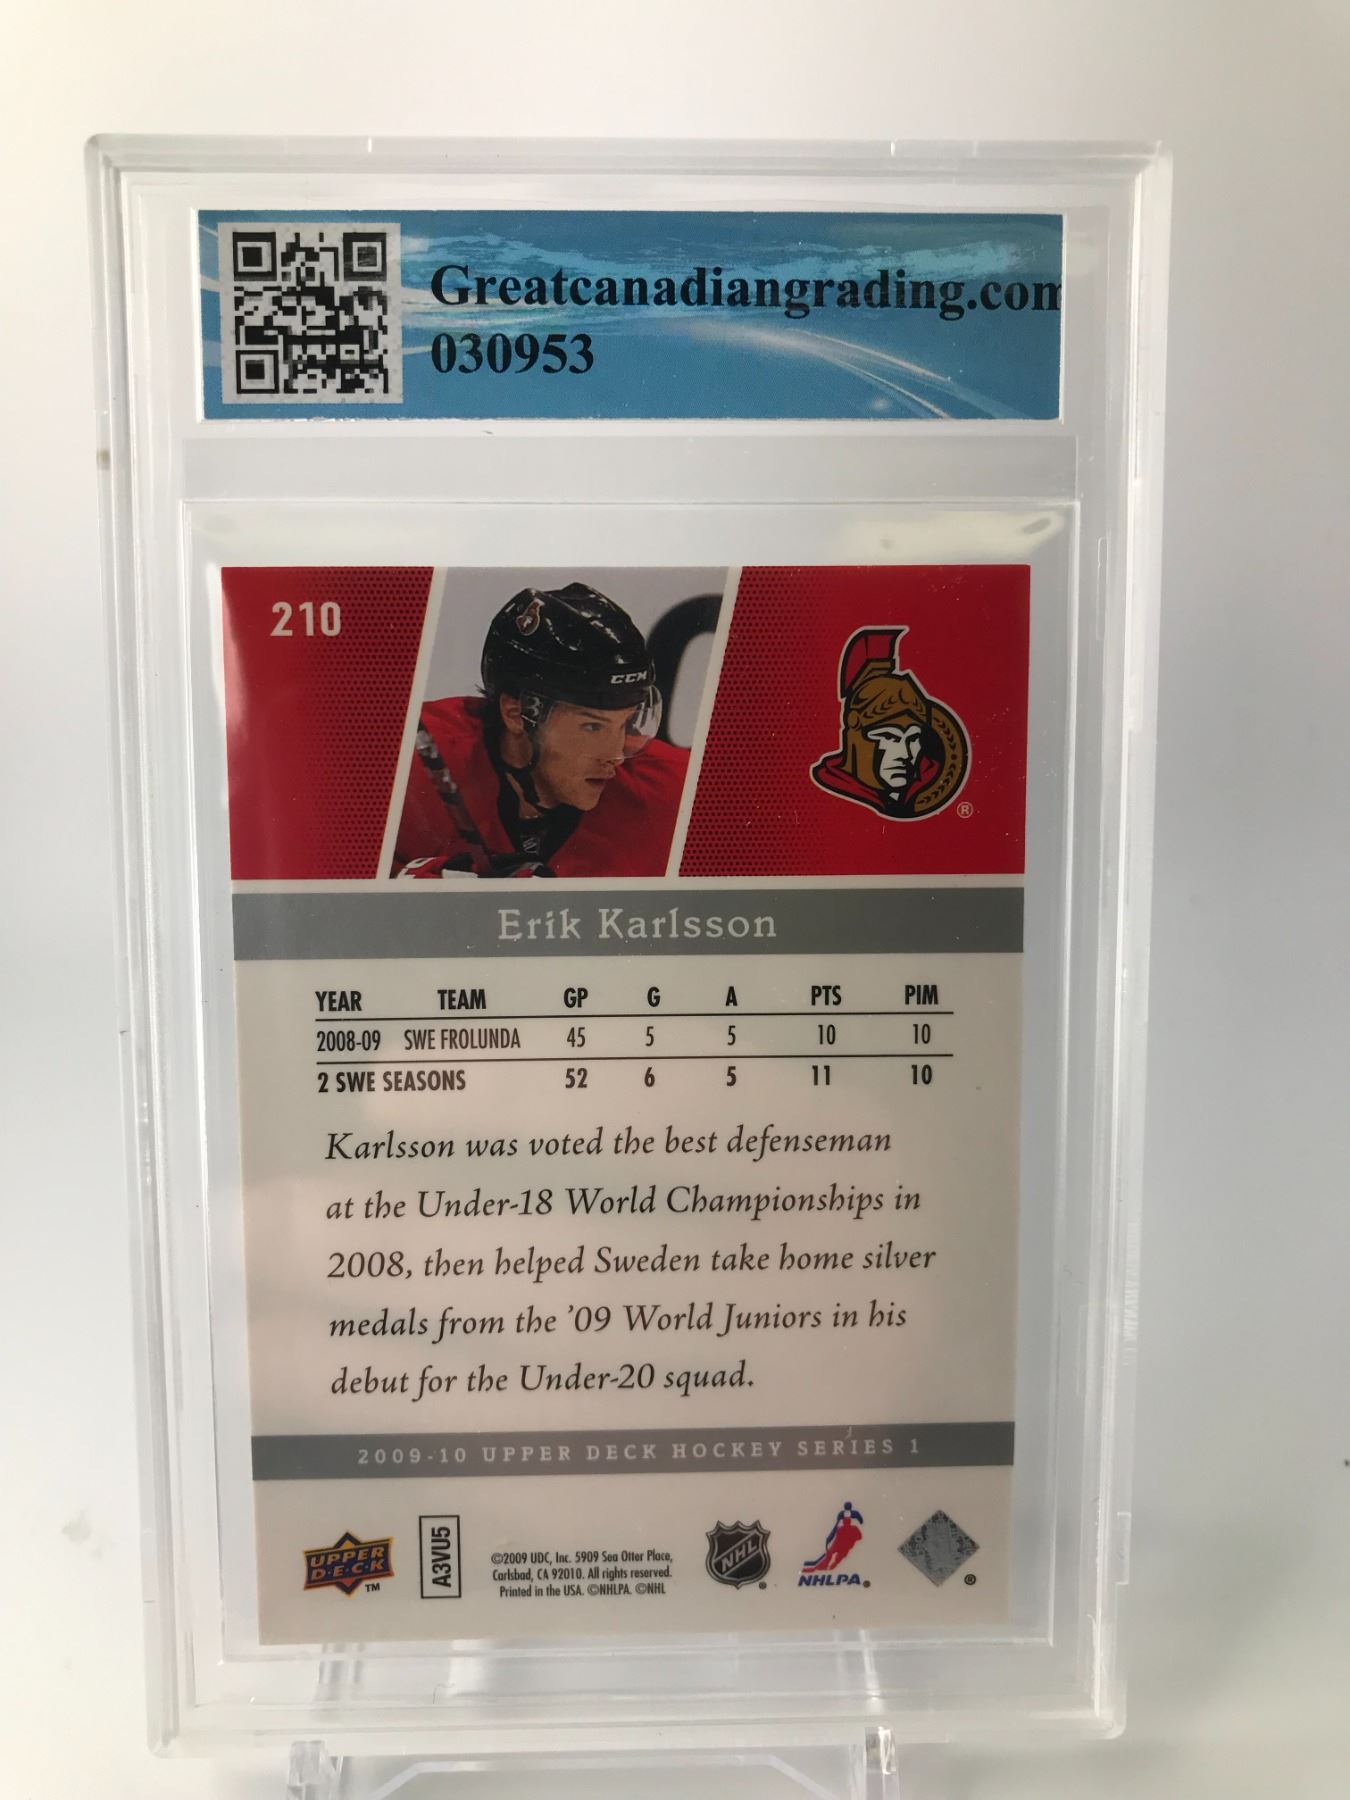 Greatcanadiangrading.com
030953
210
CCM
®
Erik Karlsson
YEAR TEAM GP G A PTS PIM
2008-09 SWE FROLUNDA 45 5 5 10 10
2 SWE SEASONS 52 6 5 11 10
Karlsson was voted the best defenseman
at the Under-18 World Championships in
2008, then helped Sweden take home silver
medals from the '09 World Juniors in his
debut for the Under-20 squad.
2009-10 UPPER DECK HOCKEY SERIES 1
UPPER
D·E·C·K
TM
A3VU5
©2009 UDC, Inc. 5909 Sea Otter Place,
Carlsbad, CA 92010. All rights reserved.
Printed in the USA. ©NHLPA. ©NHL
NHL
®
NHLPA®
®